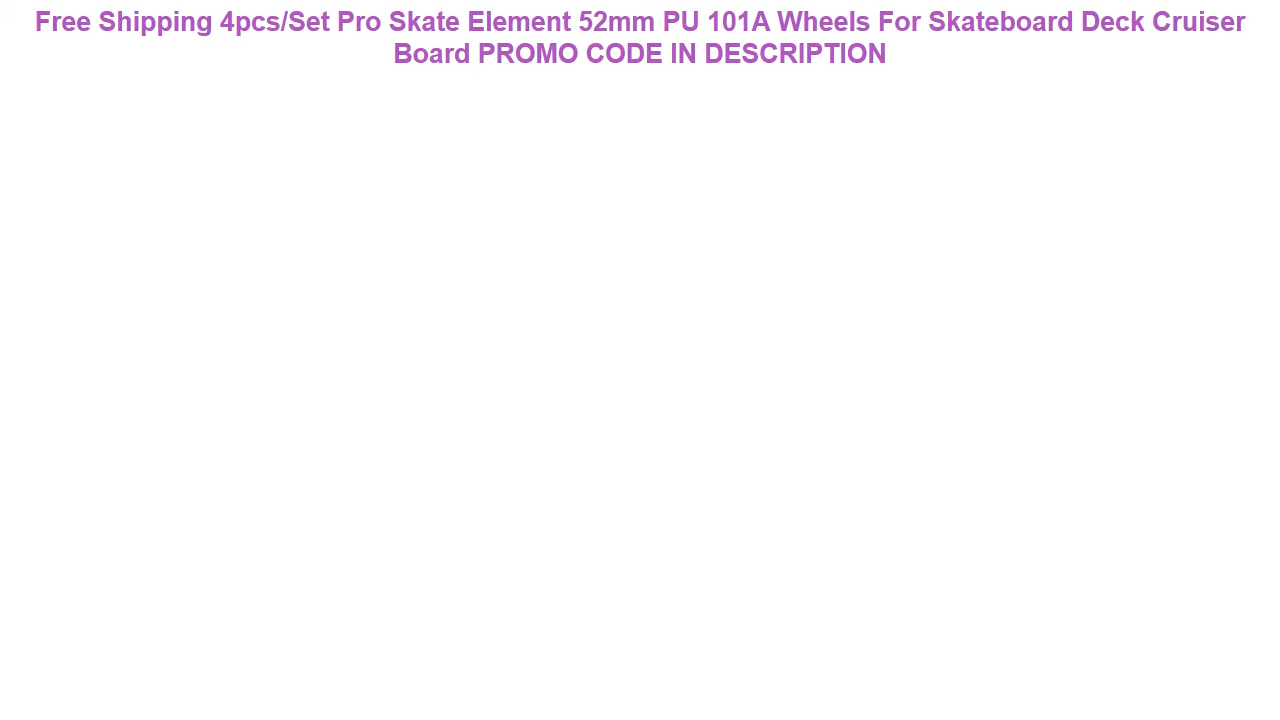 Free Shipping 4pcs/Set Pro Skate Element 52mm PU 101A Wheels For Skateboard Deck Cruiser
Board PROMO CODE IN DESCRIPTION